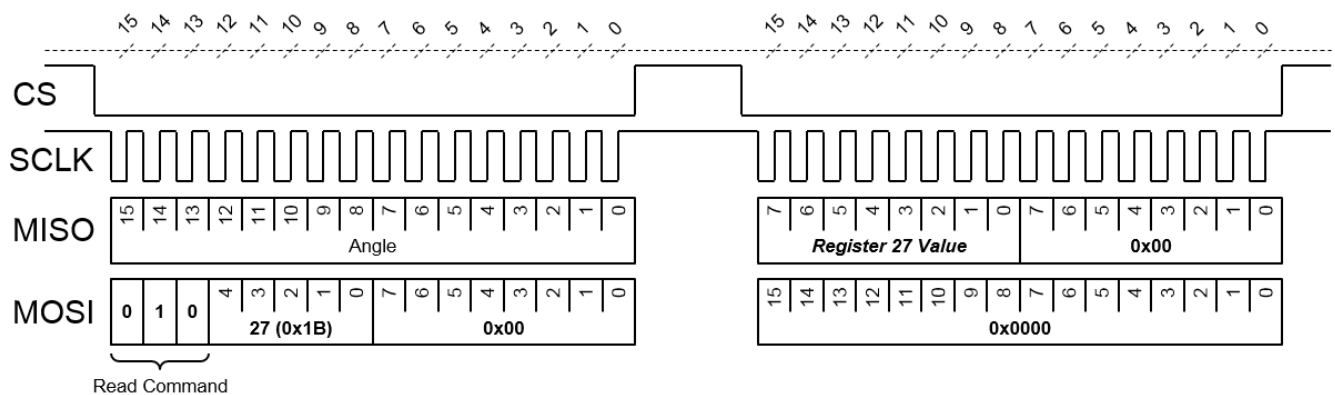 15 14 13 12 11 10 9 8 7 6 5 4 3 2 1 0 15 14 13 12 11 10 9 8 7 6 5 4 3 2 1 0
CS
SCLK
MISO
15 14 13 12 11 10 9 8 7 6 5 4 3 2 1 0 7 6 5 4 3 2 1 0 7 6 5 4 3 2 1 0
Angle Register 27 Value 0x00
MOSI
0 1 0 4 3 2 1 0 7 6 5 4 3 2 1 0 15 14 13 12 11 10 9 8 7 6 5 4 3 2 1 0
27 (0x1B) 0x00 0x0000
Read Command